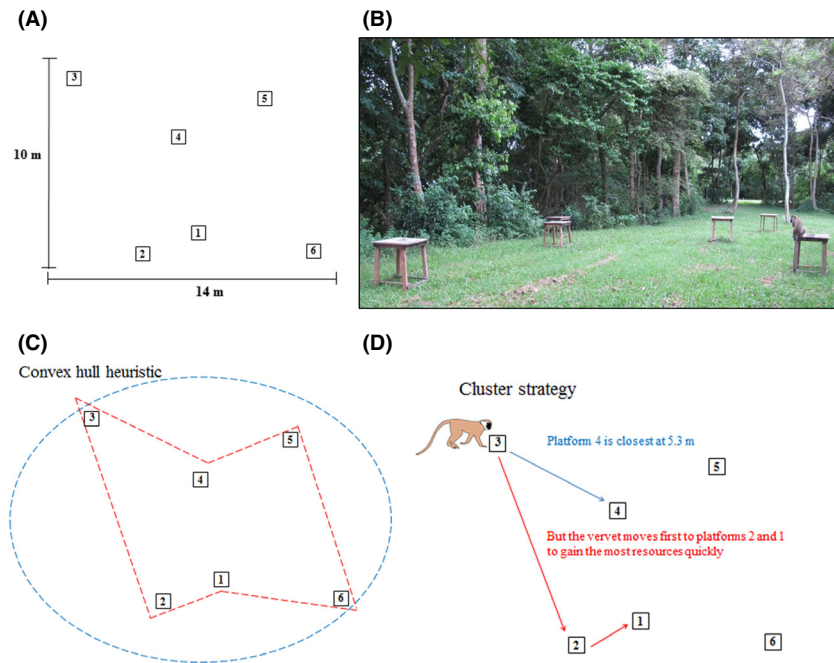 (A)
3
5
4
10 m
1
2
6
14 m
(B)
(C)
Convex hull heuristic
3
5
4
1
2
6
(D)
Cluster strategy
3
Platform 4 is closest at 5.3 m
5
4
But the vervet moves first to platforms 2 and 1
to gain the most resources quickly
1
2
6